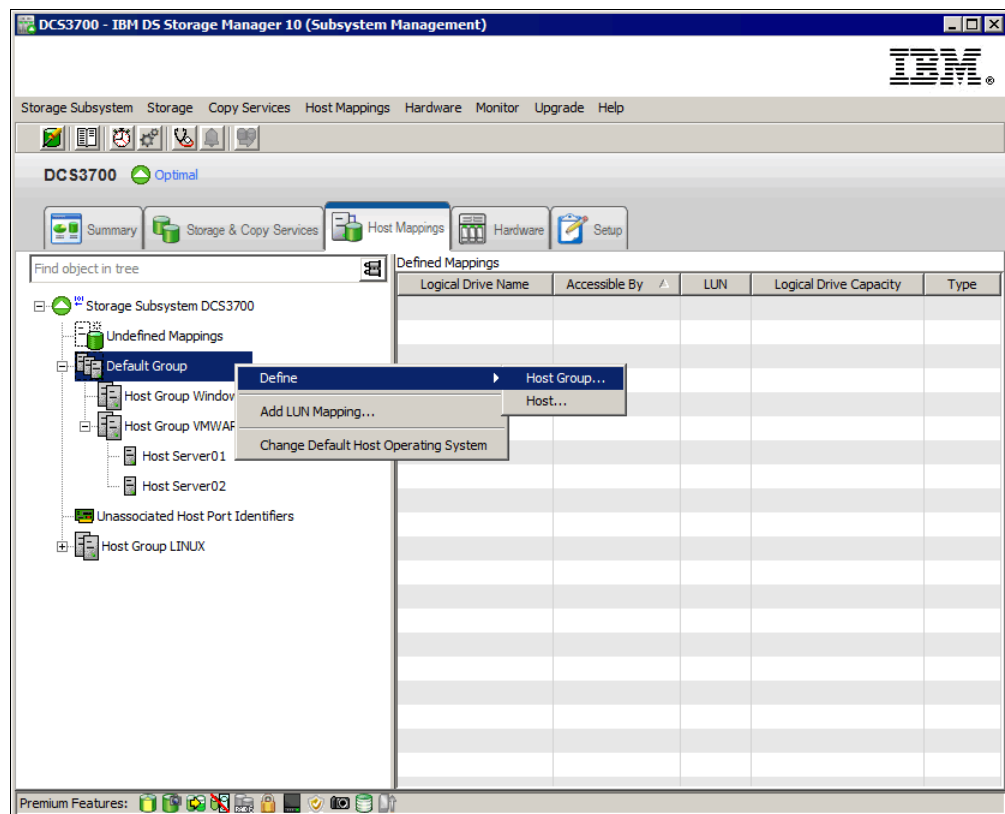 DCS3700 - IBM DS Storage Manager 10 (Subsystem Management)
IBM®
Storage Subsystem Storage Copy Services Host Mappings Hardware Monitor Upgrade Help
DCS3700 Optimal
Summary Storage & Copy Services Host Mappings Hardware Setup
Find object in tree
Defined Mappings
Logical Drive Name Accessible By LUN Logical Drive Capacity Type
Storage Subsystem DCS3700
Undefined Mappings
Default Group
Define Host Group...
Host Group Window
Host...
Add LUN Mapping...
Host Group VMWAR
Change Default Host Operating System
Host Server01
Host Server02
Unassociated Host Port Identifiers
Host Group LINUX
Premium Features: